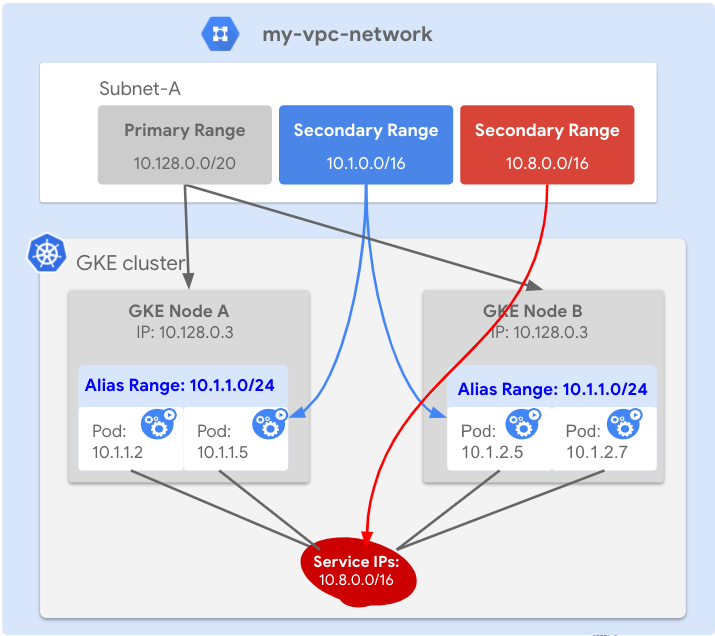 my-vpc-network
Subnet-A
Primary Range
10.128.0.0/20
Secondary Range
10.1.0.0/16
Secondary Range
10.8.0.0/16
GKE cluster
GKE Node A
IP: 10.128.0.3
Alias Range: 10.1.1.0/24
Pod:
10.1.1.2
Pod:
10.1.1.5
GKE Node B
IP: 10.128.0.3
Alias Range: 10.1.1.0/24
Pod:
10.1.2.5
Pod:
10.1.2.7
Service IPs:
10.8.0.0/16